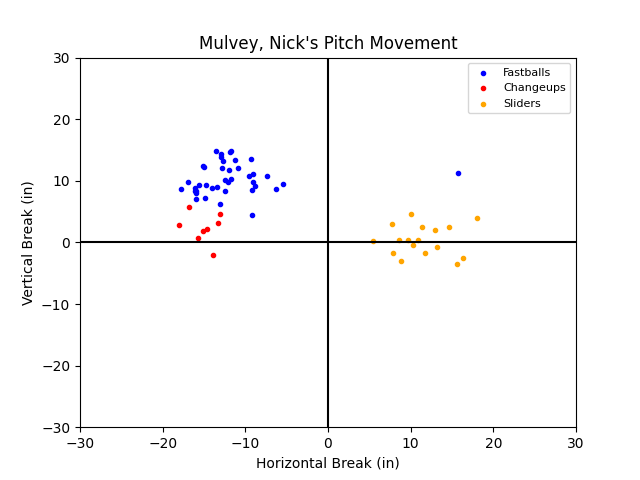 Mulvey, Nick's Pitch Movement
Fastballs
Changeups
Sliders
30
20
10
0
−10
−20
−30
Vertical Break (in)
−30
−20
−10
0
10
20
30
Horizontal Break (in)